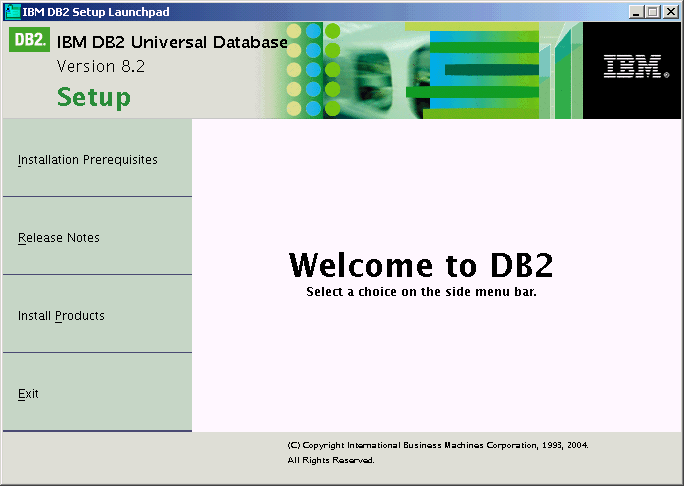 IBM DB2 Setup Launchpad
DB2.
IBM DB2 Universal Database
Version 8.2
Setup
IBM.
Installation Prerequisites
Release Notes
Install Products
Exit
Welcome to DB2
Select a choice on the side menu bar.
(C) Copyright International Business Machines Corporation, 1993, 2004.
All Rights Reserved.